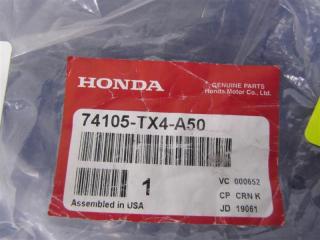 HONDA
GENUINE PARTS
Honda Motor Co., Ltd.
74105-TX4-A50
1
VC 000652
CP CRN K
Assembled in USA
JD 19061